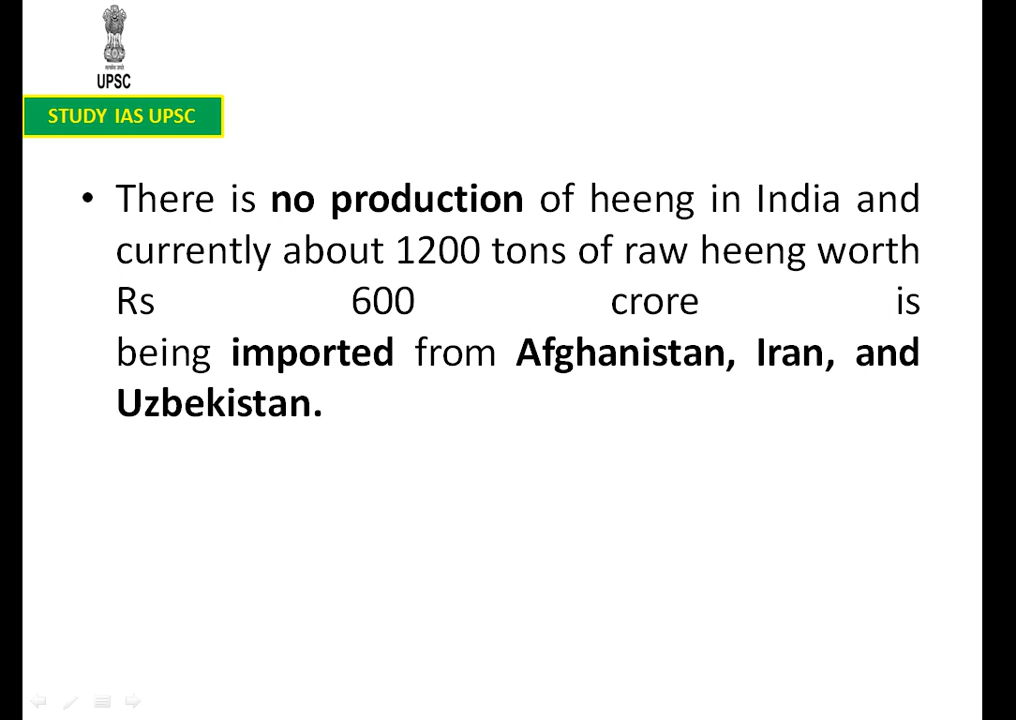 UPSC
STUDY IAS UPSC
• There is no production of heeng in India and
currently about 1200 tons of raw heeng worth
Rs 600 crore is
being imported from Afghanistan, Iran, and
Uzbekistan.